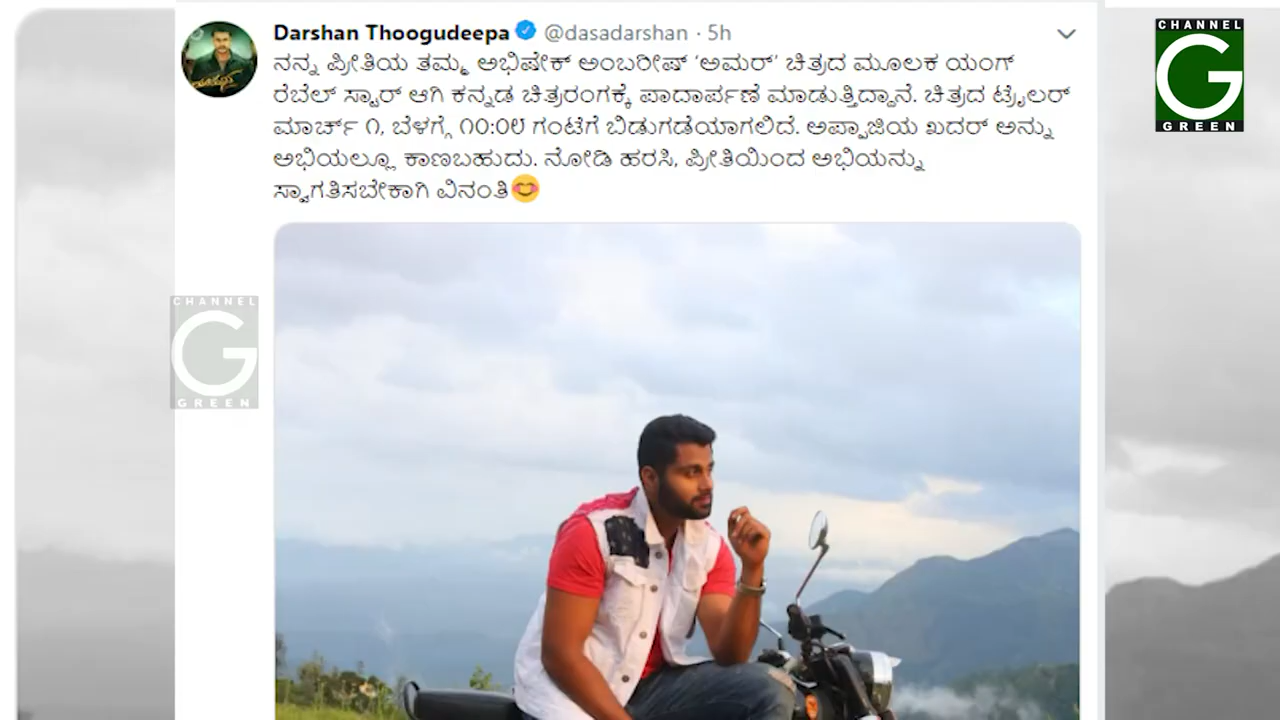 Darshan Thoogudeepa @dasadarshan · 5h
ನನ್ನ ಪ್ರೀತಿಯ ತಮ್ಮ ಅಭಿಷೇಕ್ ಅಂಬರೀಷ್ ‘ಅಮರ್’ ಚಿತ್ರದ ಮೂಲಕ ಯಂಗ್
ರೆಬೆಲ್ ಸ್ಟಾರ್ ಆಗಿ ಕನ್ನಡ ಚಿತ್ರರಂಗಕ್ಕೆ ಪಾದಾರ್ಪಣೆ ಮಾಡುತ್ತಿದ್ದಾನೆ. ಚಿತ್ರದ ಟ್ರೈಲರ್
ಮಾರ್ಚ್ ೧, ಬೆಳಗ್ಗೆ ೧೦:೦೮ ಗಂಟೆಗೆ ಬಿಡುಗಡೆಯಾಗಲಿದೆ. ಅಪ್ಪಾಜಿಯ ಖದರ್ ಅನ್ನು
ಅಭಿಯಲ್ಲೂ ಕಾಣಬಹುದು. ನೋಡಿ ಹರಸಿ, ಪ್ರೀತಿಯಿಂದ ಅಭಿಯನ್ನು
ಸ್ವಾಗತಿಸಬೇಕಾಗಿ ವಿನಂತಿ😊
CHANNEL
G
GREEN
CHANNEL
G
GREEN